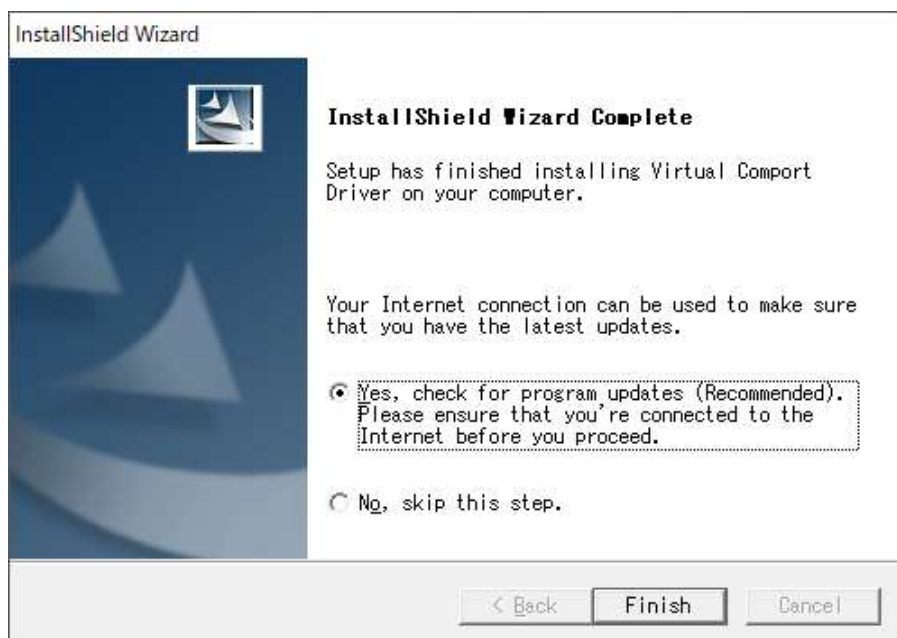 InstallShield Wizard
InstallShield Wizard Complete
Setup has finished installing Virtual Comport
Driver on your computer.
Your Internet connection can be used to make sure
that you have the latest updates.
Yes, check for program updates (Recommended).
Please ensure that you're connected to the
Internet before you proceed.
No, skip this step.
< Back
Finish
Cancel